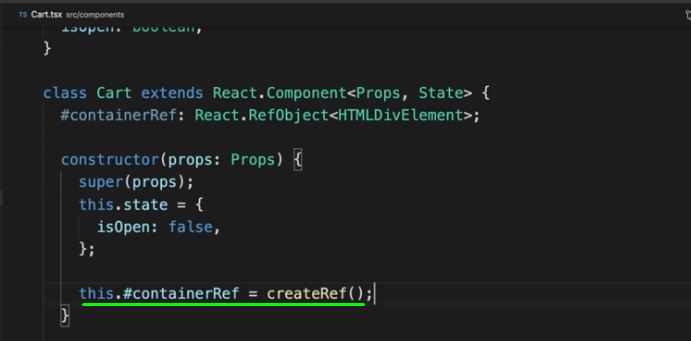 TS Cart.tsx src/components
isOpen: boolean,
}
class Cart extends React.Component<Props, State> {
#containerRef: React.RefObject<HTMLDivElement>;
constructor(props: Props) {
super(props);
this.state = {
isOpen: false,
};
this.#containerRef = createRef();
}